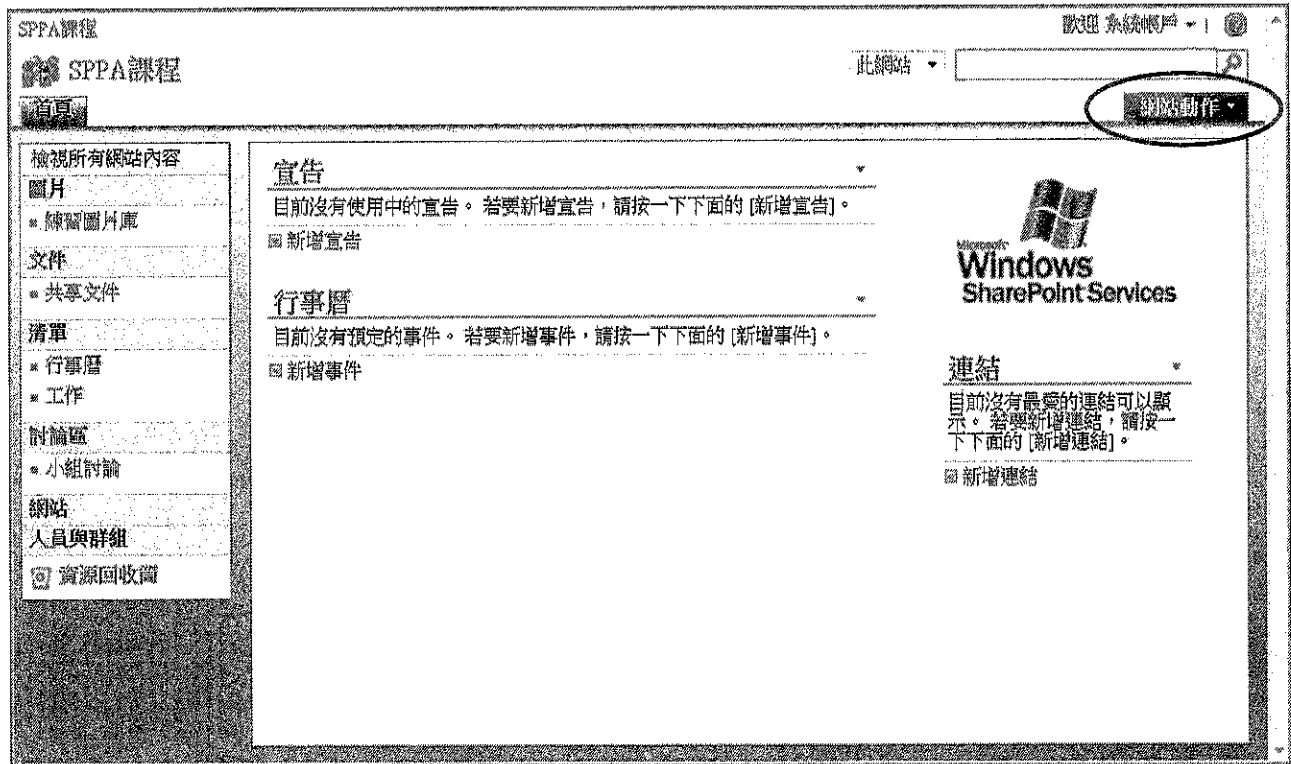 SPPA課程
歡迎 系統帳戶
SPPA課程
此網站
首頁
網站動作
檢視所有網站內容
圖片
練習圖片庫
文件
共享文件
清單
行事曆
工作
討論區
小組討論
網站
人員與群組
資源回收筒
宣告
目前沒有使用中的宣告。 若要新增宣告,請按一下下面的 [新增宣告]。
新增宣告
行事曆
目前沒有預定的事件。 若要新增事件,請按一下下面的 [新增事件]。
新增事件
Microsoft
Windows
SharePoint Services
連結
目前沒有最愛的連結可以顯
示。 若要新增連結,請按一
下下面的 [新增連結]。
新增連結